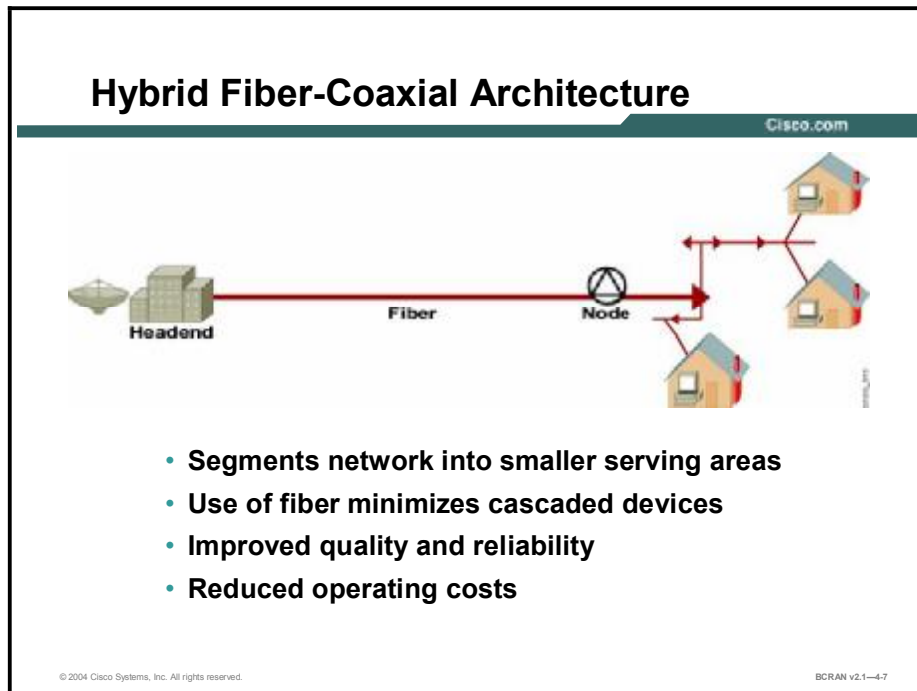 Hybrid Fiber-Coaxial Architecture
Cisco.com
Fiber
Node
Headend
• Segments network into smaller serving areas
• Use of fiber minimizes cascaded devices
• Improved quality and reliability
• Reduced operating costs
© 2004 Cisco Systems, Inc. All rights reserved.
BCRAN v2.1—4-7